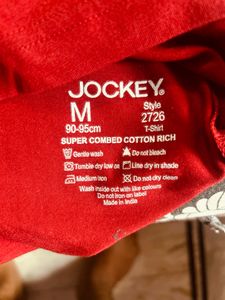 JOCKEY®
M
90-95cm
Style
2726
T-Shirt
SUPER COMBED COTTON RICH
Gentle wash
Do not bleach
Tumble dry low on
Line dry in shade
Medium iron
Do not dry clean
Wash inside out with like colours
Do not iron on label
Made in India